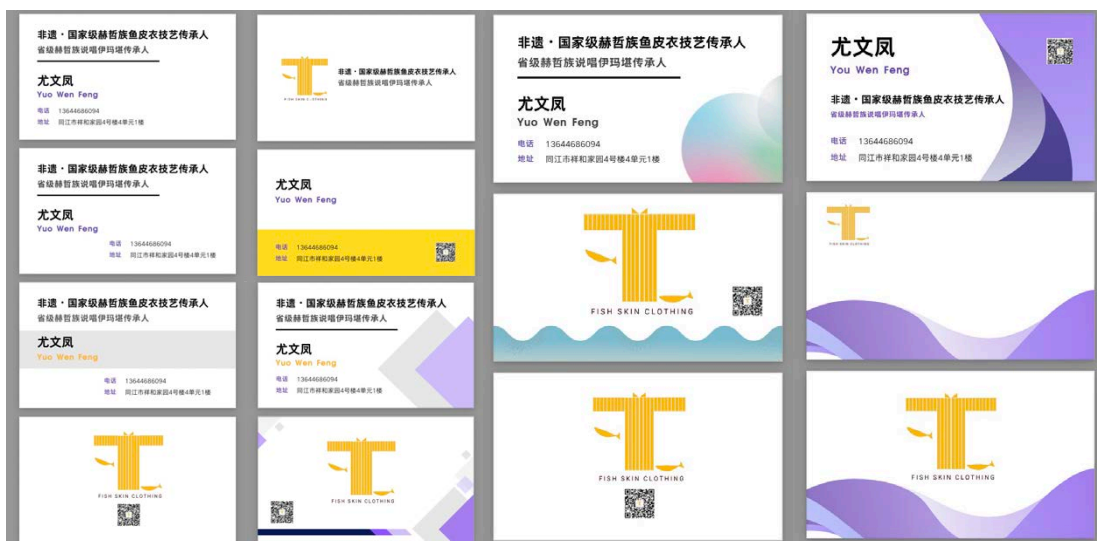 非遗·国家级赫哲族鱼皮衣技艺传承人
省级赫哲族说唱伊玛堪传承人
尤文凤
Yuo Wen Feng
电话 13644686094
地址 同江市祥和家园4号楼4单元1楼
非遗·国家级赫哲族鱼皮衣技艺传承人
省级赫哲族说唱伊玛堪传承人
尤文凤
Yuo Wen Feng
电话 13644686094
地址 同江市祥和家园4号楼4单元1楼
非遗·国家级赫哲族鱼皮衣技艺传承人
省级赫哲族说唱伊玛堪传承人
尤文凤
Yuo Wen Feng
电话 13644686094
地址 同江市祥和家园4号楼4单元1楼
FISH SKIN CLOTHING
非遗·国家级赫哲族鱼皮衣技艺传承人
省级赫哲族说唱伊玛堪传承人
FISH SKIN CLOTHING
尤文凤
Yuo Wen Feng
电话 13644686094
地址 同江市祥和家园4号楼4单元1楼
非遗·国家级赫哲族鱼皮衣技艺传承人
省级赫哲族说唱伊玛堪传承人
尤文凤
Yuo Wen Feng
电话 13644686094
地址 同江市祥和家园4号楼4单元1楼
FISH SKIN CLOTHING
非遗·国家级赫哲族鱼皮衣技艺传承人
省级赫哲族说唱伊玛堪传承人
尤文凤
Yuo Wen Feng
电话 13644686094
地址 同江市祥和家园4号楼4单元1楼
FISH SKIN CLOTHING
FISH SKIN CLOTHING
尤文凤
You Wen Feng
非遗·国家级赫哲族鱼皮衣技艺传承人
省级赫哲族说唱伊玛堪传承人
电话 13644686094
地址 同江市祥和家园4号楼4单元1楼
FISH SKIN CLOTHING
FISH SKIN CLOTHING